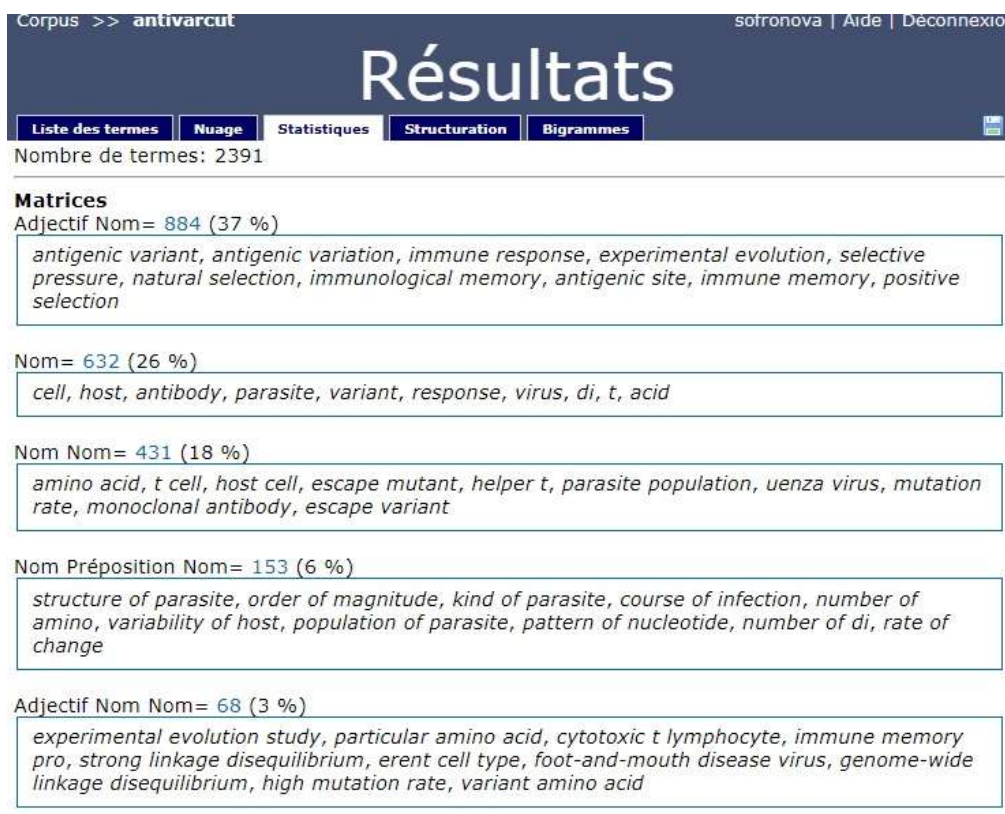 Corpus >> antivarcut
sofronova | Aide | Déconnexio
Résultats
Liste des termes
Nuage
Statistiques
Structuration
Bigrammes
Nombre de termes: 2391
Matrices
Adjectif Nom= 884 (37 %)
antigenic variant, antigenic variation, immune response, experimental evolution, selective
pressure, natural selection, immunological memory, antigenic site, immune memory, positive
selection
Nom= 632 (26 %)
cell, host, antibody, parasite, variant, response, virus, di, t, acid
Nom Nom= 431 (18 %)
amino acid, t cell, host cell, escape mutant, helper t, parasite population, uenza virus, mutation
rate, monoclonal antibody, escape variant
Nom Préposition Nom= 153 (6 %)
structure of parasite, order of magnitude, kind of parasite, course of infection, number of
amino, variability of host, population of parasite, pattern of nucleotide, number of di, rate of
change
Adjectif Nom Nom= 68 (3 %)
experimental evolution study, particular amino acid, cytotoxic t lymphocyte, immune memory
pro, strong linkage disequilibrium, erent cell type, foot-and-mouth disease virus, genome-wide
linkage disequilibrium, high mutation rate, variant amino acid